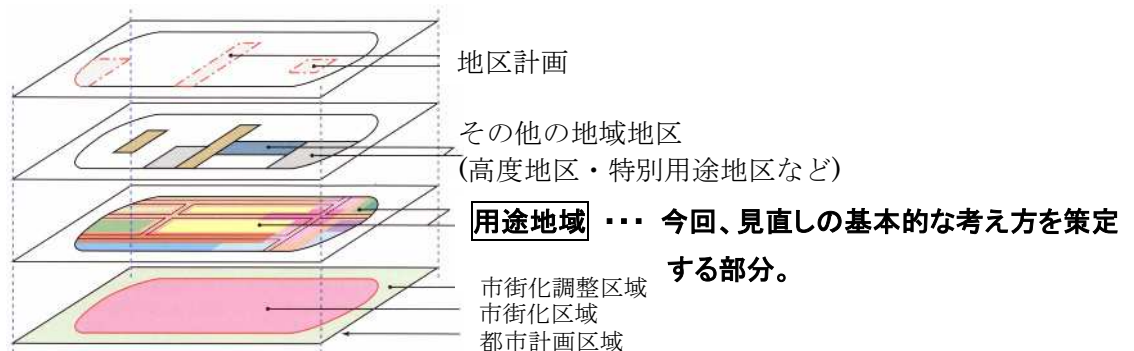 地区計画
その他の地域地区
(高度地区・特別用途地区など)
用途地域 ・・・ 今回、見直しの基本的な考え方を策定
する部分。
市街化調整区域
市街化区域
都市計画区域